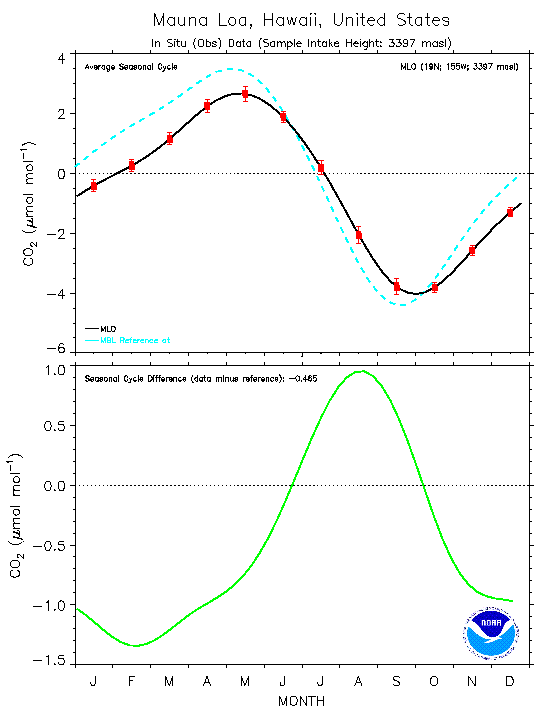 Mauna Loa, Hawaii, United States
In Situ (Obs) Data (Sample Intake Height: 3397 masl)
Average Seasonal Cycle MLO (19N; 155W; 3397 masl)
4
2
0
−2
−4
−6
CO2 (μmol mol−1)
MLO
MBL Reference at
1.0
0.5
0.0
−0.5
−1.0
−1.5
CO2 (μmol mol−1)
Seasonal Cycle Difference (data minus reference): −0.465
NOAA
J F M A M J J A S O N D
MONTH